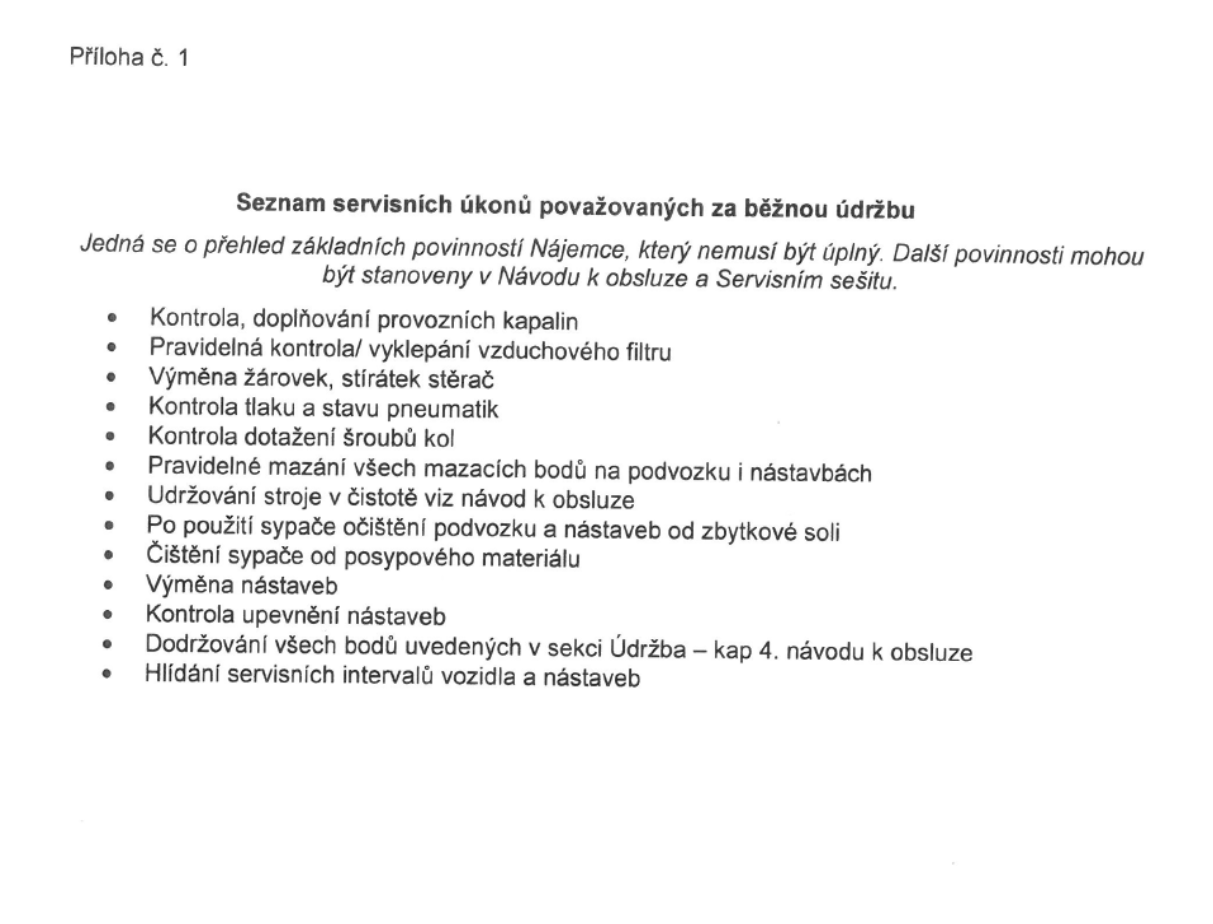 Příloha č. 1
Seznam servisních úkonů považovaných za běžnou údržbu
Jedná se o přehled základních povinností Nájemce, který nemusí být úplný. Další povinnosti mohou
být stanoveny v Návodu k obsluze a Servisním sešitu.
• Kontrola, doplňování provozních kapalin
• Pravidelná kontrola/ vyklepání vzduchového filtru
• Výměna žárovek, stírátek stěrač
• Kontrola tlaku a stavu pneumatik
• Kontrola dotažení šroubů kol
• Pravidelné mazání všech mazacích bodů na podvozku i nástavbách
• Udržování stroje v čistotě viz návod k obsluze
• Po použití sypače očištění podvozku a nástaveb od zbytkové soli
• Čištění sypače od posypového materiálu
• Výměna nástaveb
• Kontrola upevnění nástaveb
• Dodržování všech bodů uvedených v sekci Údržba – kap 4. návodu k obsluze
• Hlídání servisních intervalů vozidla a nástaveb